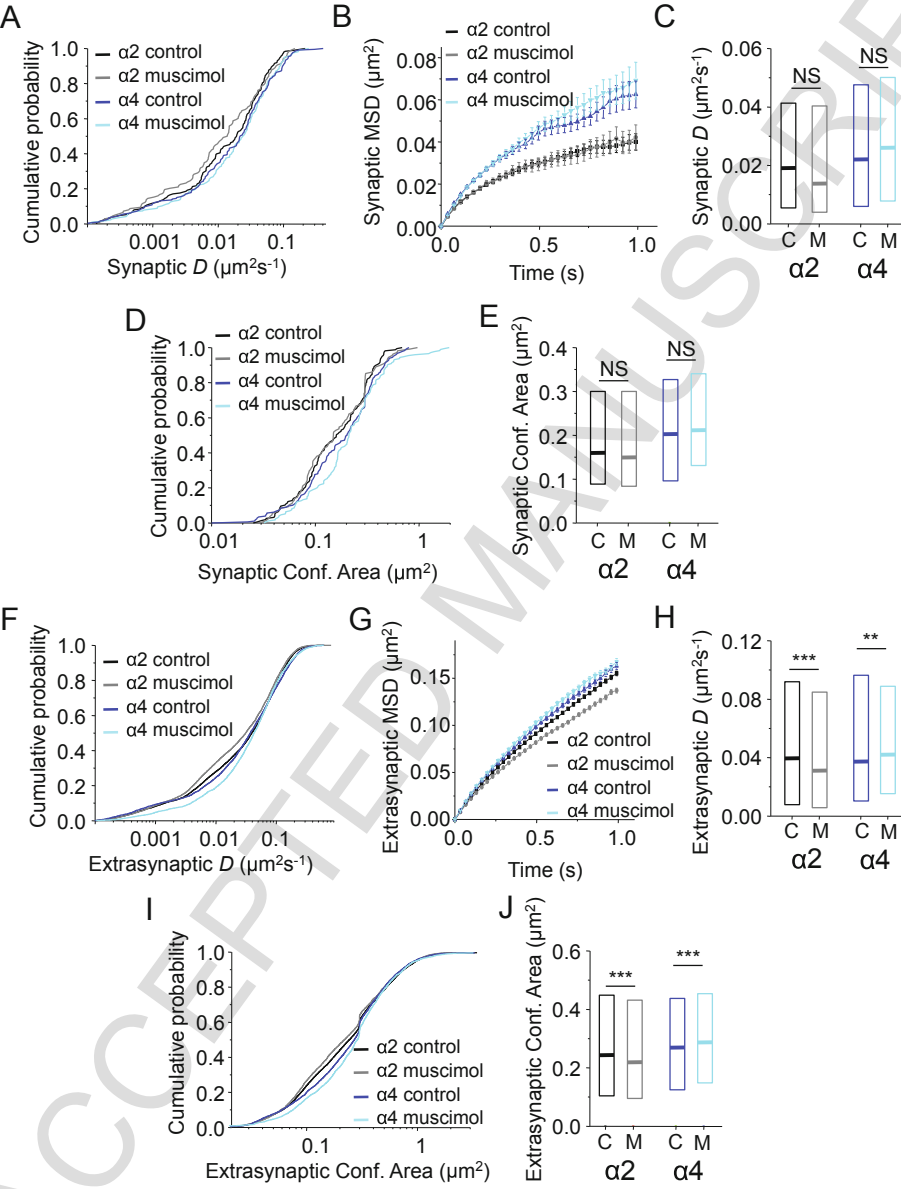 A
1.0
0.8
0.6
0.4
0.2
0.0
Cumulative probability
α2 control
α2 muscimol
α4 control
α4 muscimol
0.001 0.01 0.1
Synaptic D (μm²s⁻¹)
B
0.08
0.06
0.04
0.02
0.00
Synaptic MSD (μm²)
α2 control
α2 muscimol
α4 control
α4 muscimol
0.0 0.5 1.0
Time (s)
C
0.06
0.04
0.02
0.00
Synaptic D (μm²s⁻¹)
NS NS
C M C M
α2 α4
D
1.0
0.8
0.6
0.4
0.2
0.0
Cumulative probability
α2 control
α2 muscimol
α4 control
α4 muscimol
0.01 0.1 1
Synaptic Conf. Area (μm²)
E
0.4
0.3
0.2
0.1
0.0
Synaptic Conf. Area (μm²)
NS NS
C M C M
α2 α4
F
1.0
0.8
0.6
0.4
0.2
0.0
Cumulative probability
α2 control
α2 muscimol
α4 control
α4 muscimol
0.001 0.01 0.1
Extrasynaptic D (μm²s⁻¹)
G
0.15
0.10
0.05
0.00
Extrasynaptic MSD (μm²)
α2 control
α2 muscimol
α4 control
α4 muscimol
0.0 0.5 1.0
Time (s)
H
0.12
0.08
0.04
0.00
Extrasynaptic D (μm²s⁻¹)
*** **
C M C M
α2 α4
I
1.0
0.8
0.6
0.4
0.2
0.0
Cumulative probability
α2 control
α2 muscimol
α4 control
α4 muscimol
0.1 1
Extrasynaptic Conf. Area (μm²)
J
0.6
0.4
0.2
0.0
Extrasynaptic Conf. Area (μm²)
*** ***
C M C M
α2 α4
CCEPTED MANUSCRIP